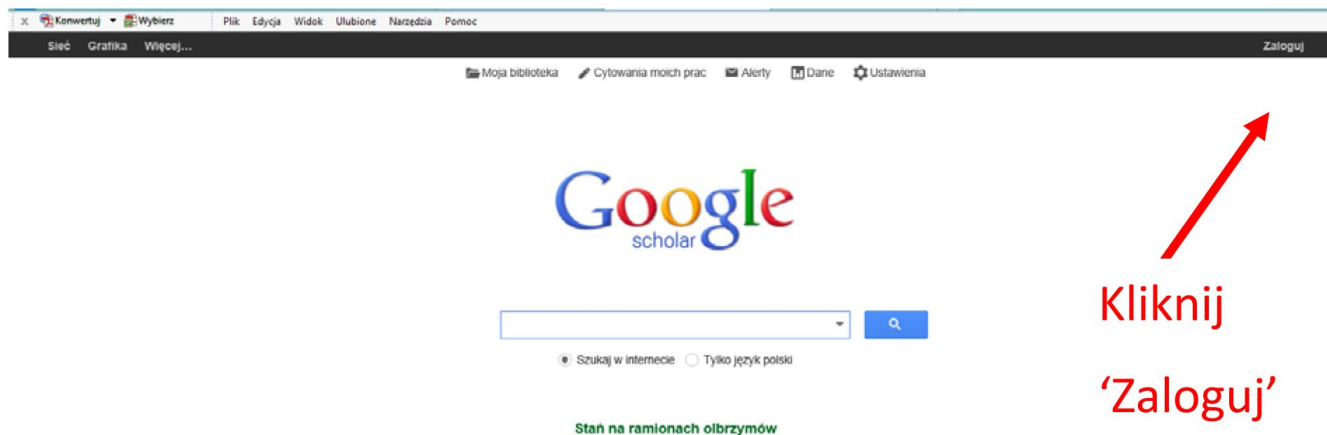 x Konwertuj Wybierz Plik Edycja Widok Ulubione Narzędzia Pomoc
Sieć Grafika Więcej... Zaloguj
Moja biblioteka Cytowania moich prac Alerty Dane Ustawienia
Google
scholar
Szukaj w internecie Tylko język polski
Stań na ramionach olbrzymów
Kliknij
‘Zaloguj’